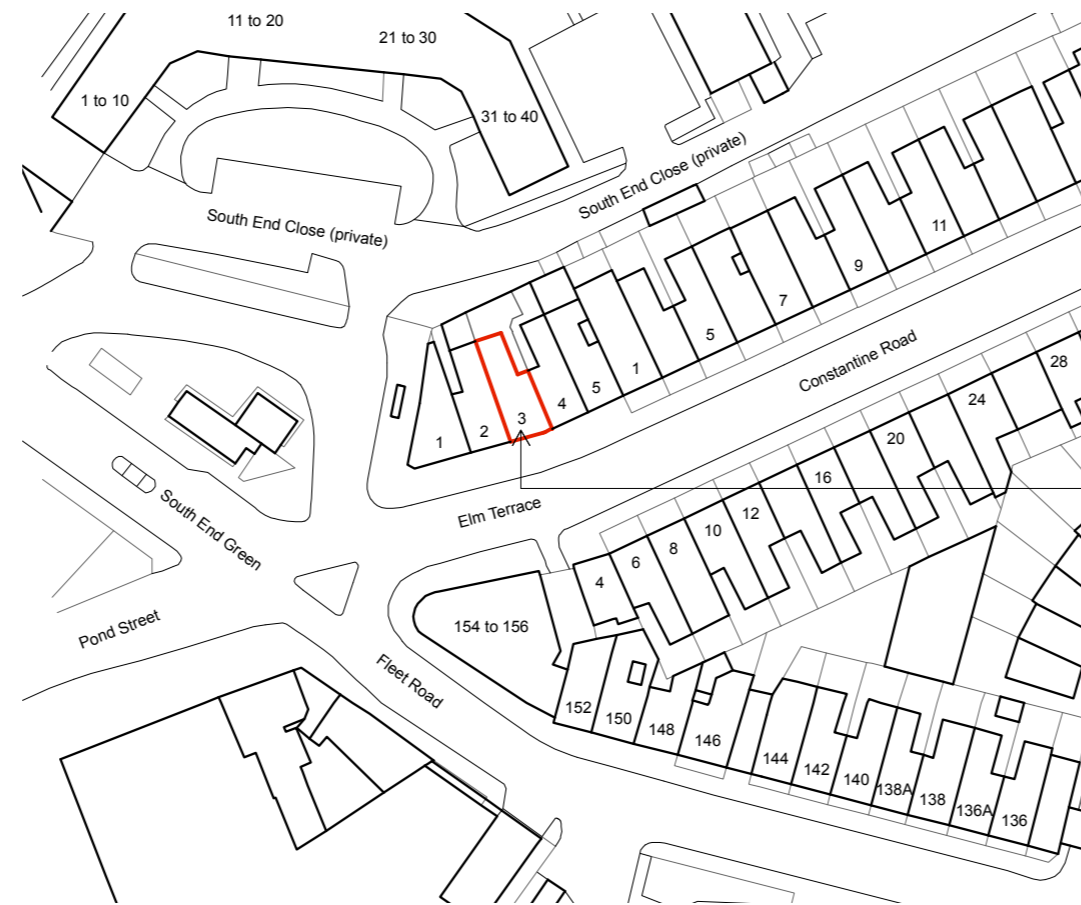 11 to 20
21 to 30
1 to 10
31 to 40
South End Close (private)
South End Close (private)
11
9
7
5
1
5
4
3
2
1
Constantine Road
28
24
20
16
12
10
8
6
4
Elm Terrace
South End Green
Pond Street
Fleet Road
154 to 156
152
150
148
146
144
142
140
138A
138
136A
136